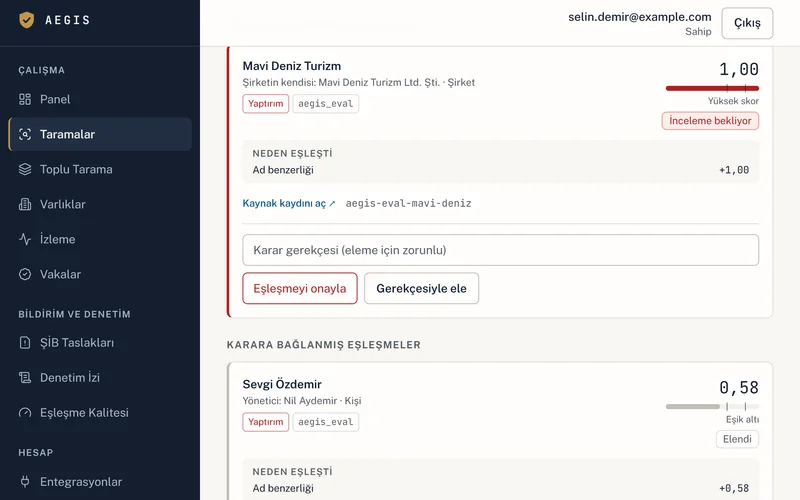 AEGIS
selin.demir@example.com
Sahip
Çıkış
ÇALIŞMA
Panel
Taramalar
Toplu Tarama
Varlıklar
İzleme
Vakalar
BİLDİRİM VE DENETİM
ŞİB Taslakları
Denetim İzi
Eşleşme Kalitesi
HESAP
Entegrasyonlar
Mavi Deniz Turizm
1,00
Şirketin kendisi: Mavi Deniz Turizm Ltd. Şti. · Şirket
Yüksek skor
Yaptırım aegis_eval
İnceleme bekliyor
NEDEN EŞLEŞTİ
Ad benzerliği +1,00
Kaynak kaydını aç ↗ aegis-eval-mavi-deniz
Karar gerekçesi (eleme için zorunlu)
Eşleşmeyi onayla Gerekçesiyle ele
KARARA BAĞLANMIŞ EŞLEŞMELER
Sevgi Özdemir
0,58
Yönetici: Nil Aydemir · Kişi
Eşik altı
Yaptırım aegis_eval
Elendi
NEDEN EŞLEŞTİ
Ad benzerliği +0,58